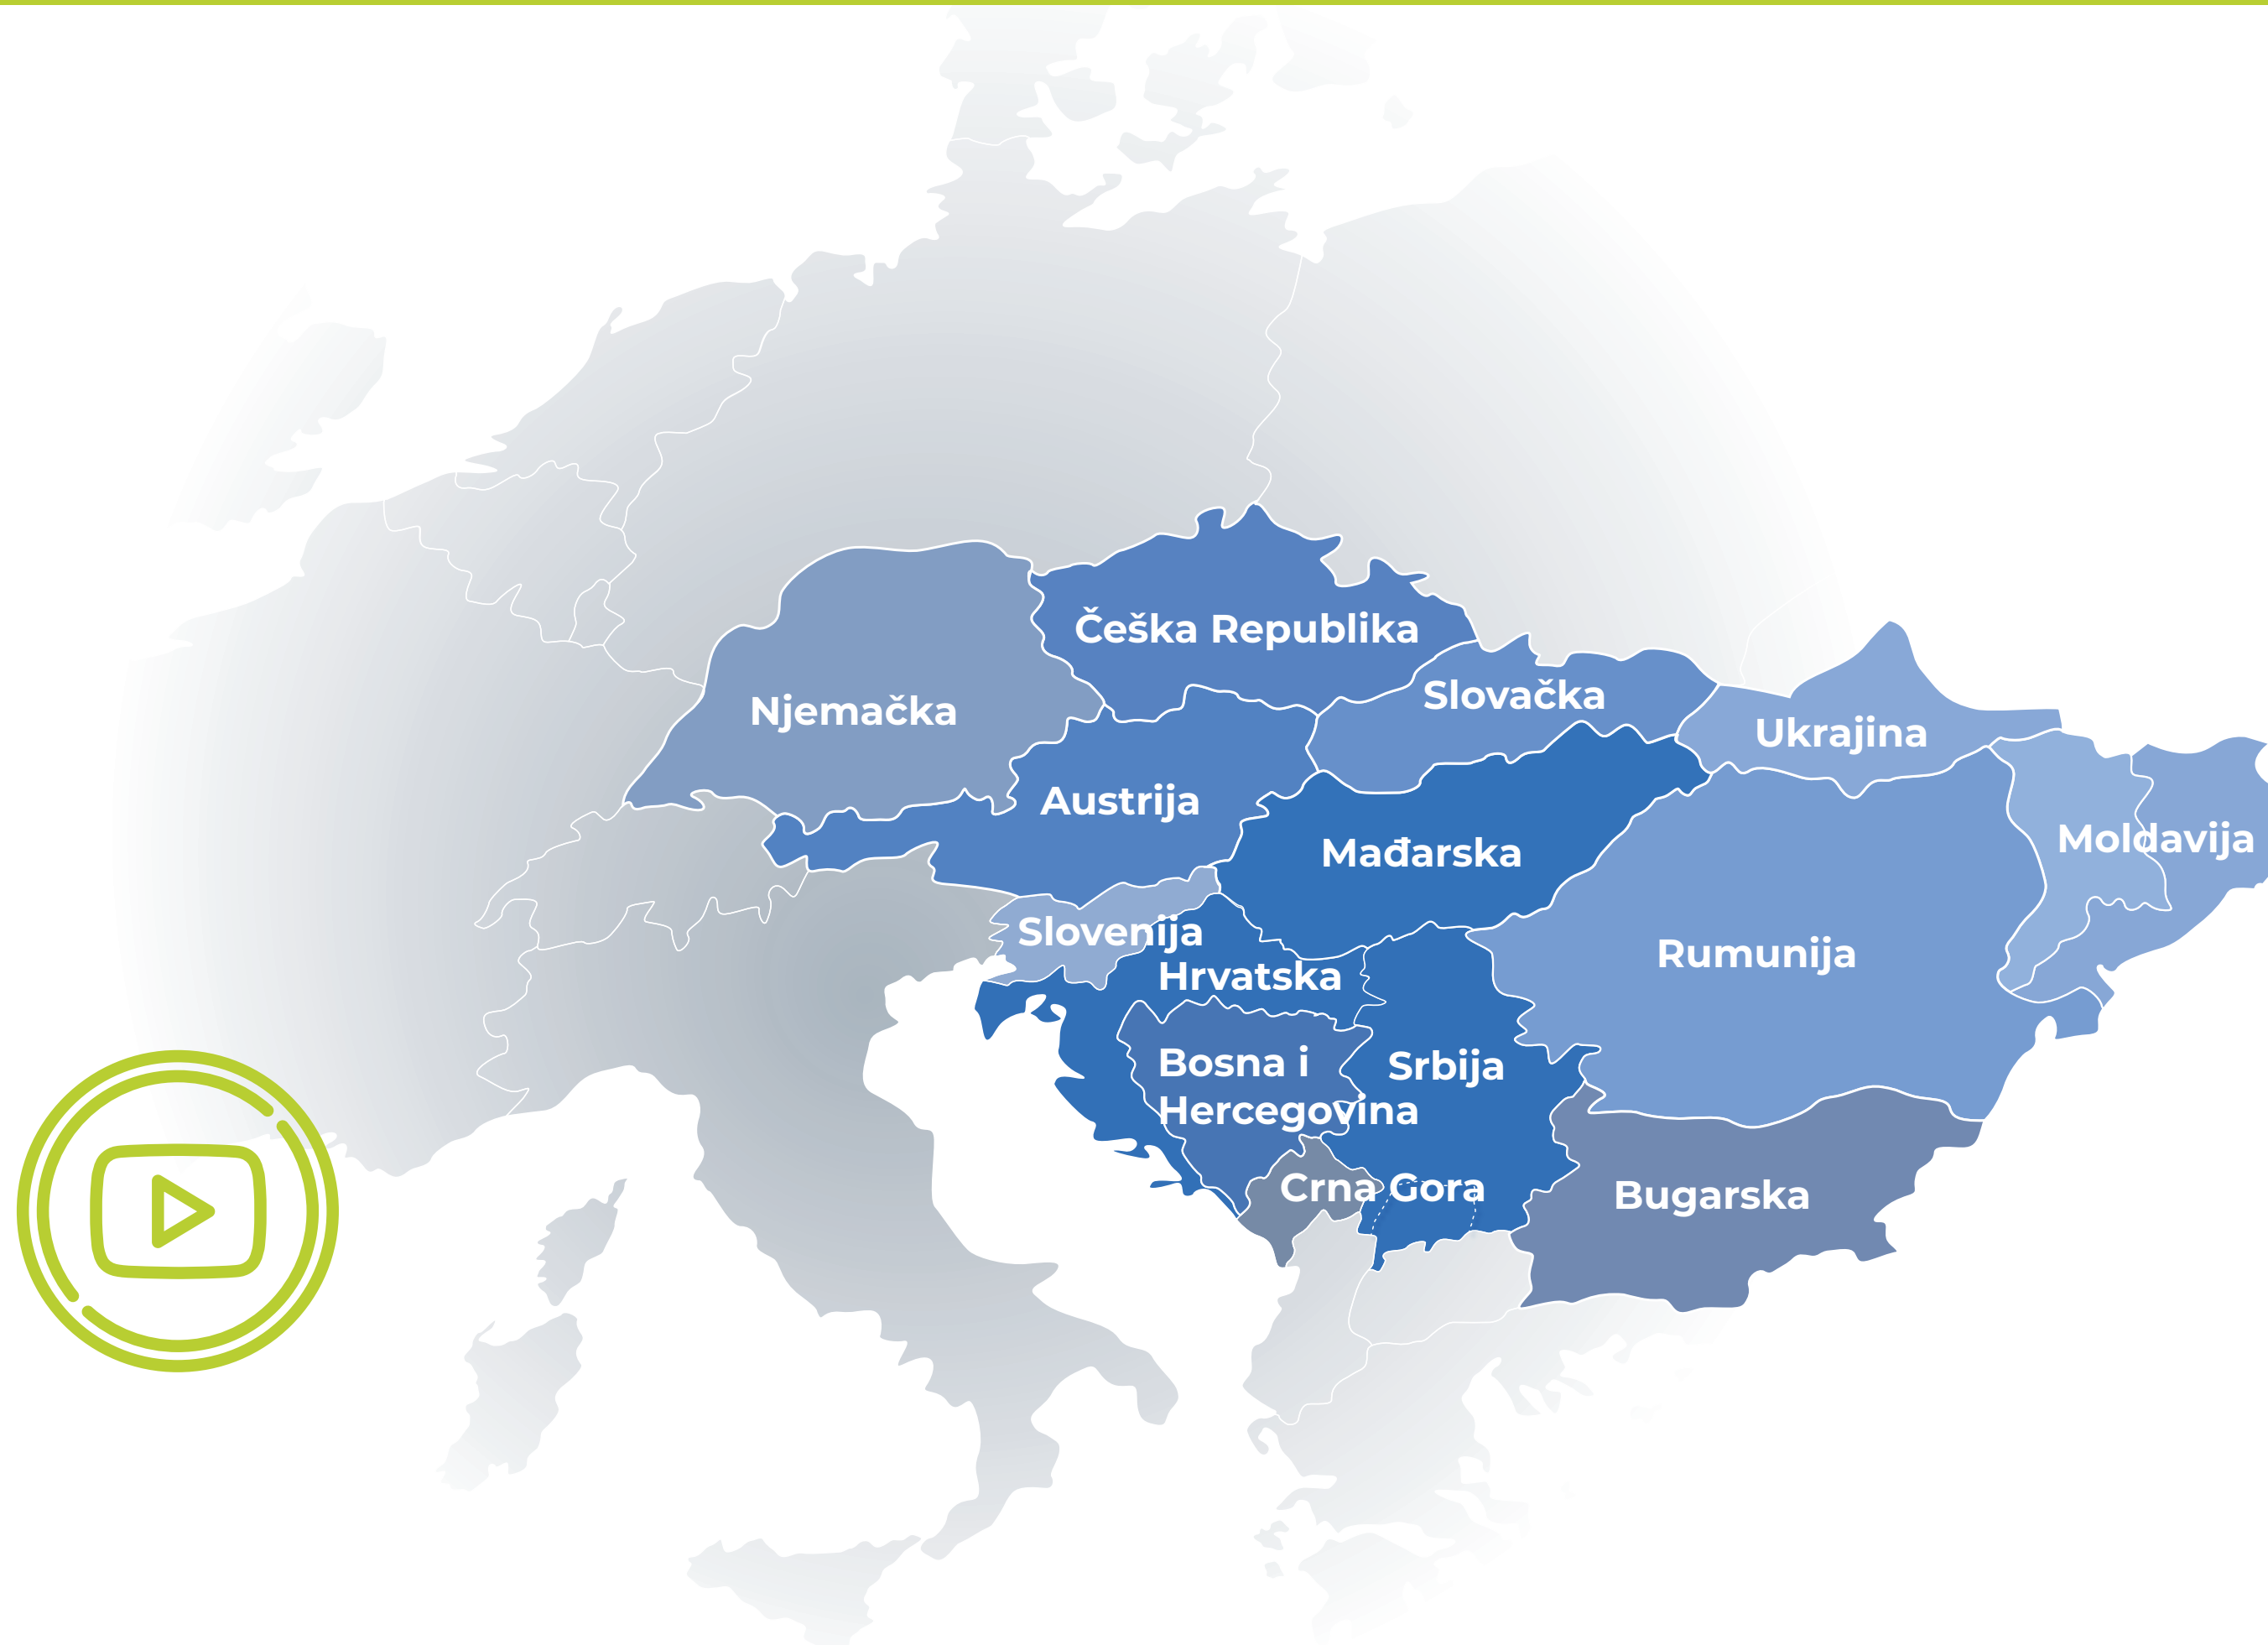 Češka Republika
Slovačka
Njemačka
Ukrajina
Austrija
Moldavija
Mađarska
Slovenija
Rumunija
Hrvatska
Bosna i
Hercegovina
Srbija
Crna Gora
Bugarska